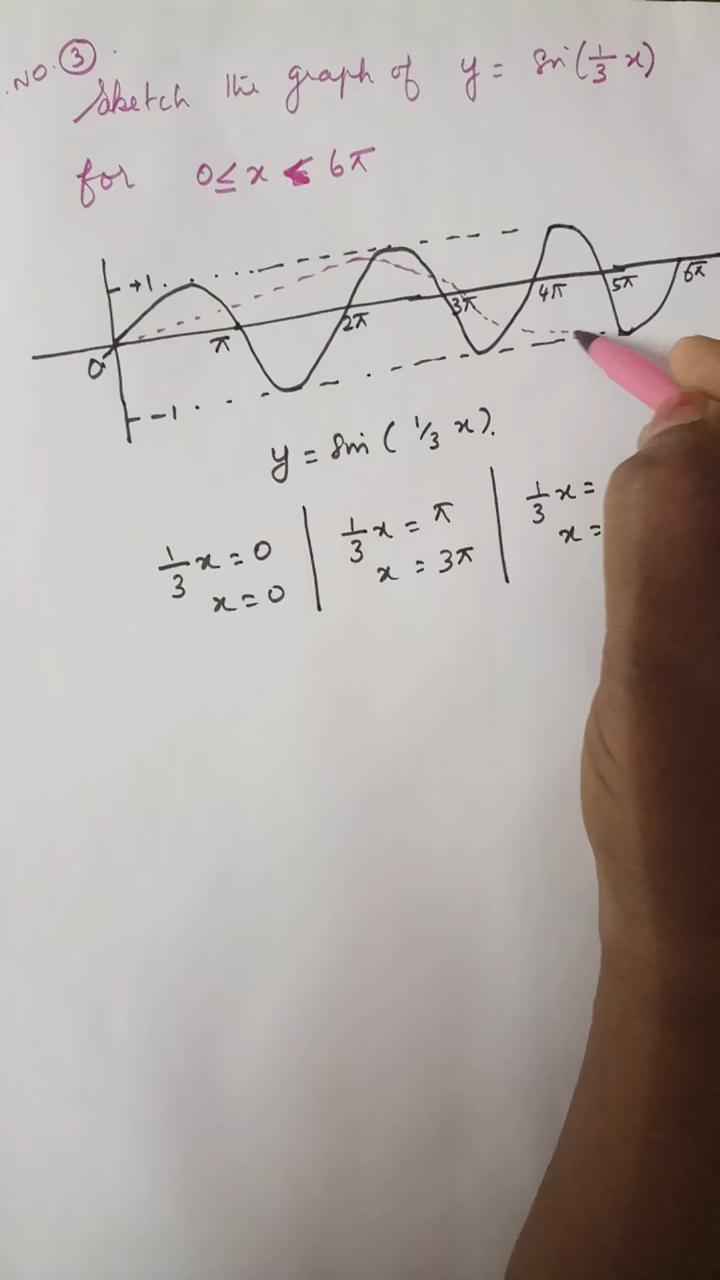 NO. ③.
Sketch the graph of y = sin(1/3 x)
for 0 ≤ x ≤ 6π
+1
0 π 2π 3π 4π 5π 6π
-1
y = sin ( 1/3 x).
1/3 x = 0 | 1/3 x = π | 1/3 x =
x = 0 | x = 3π | x =